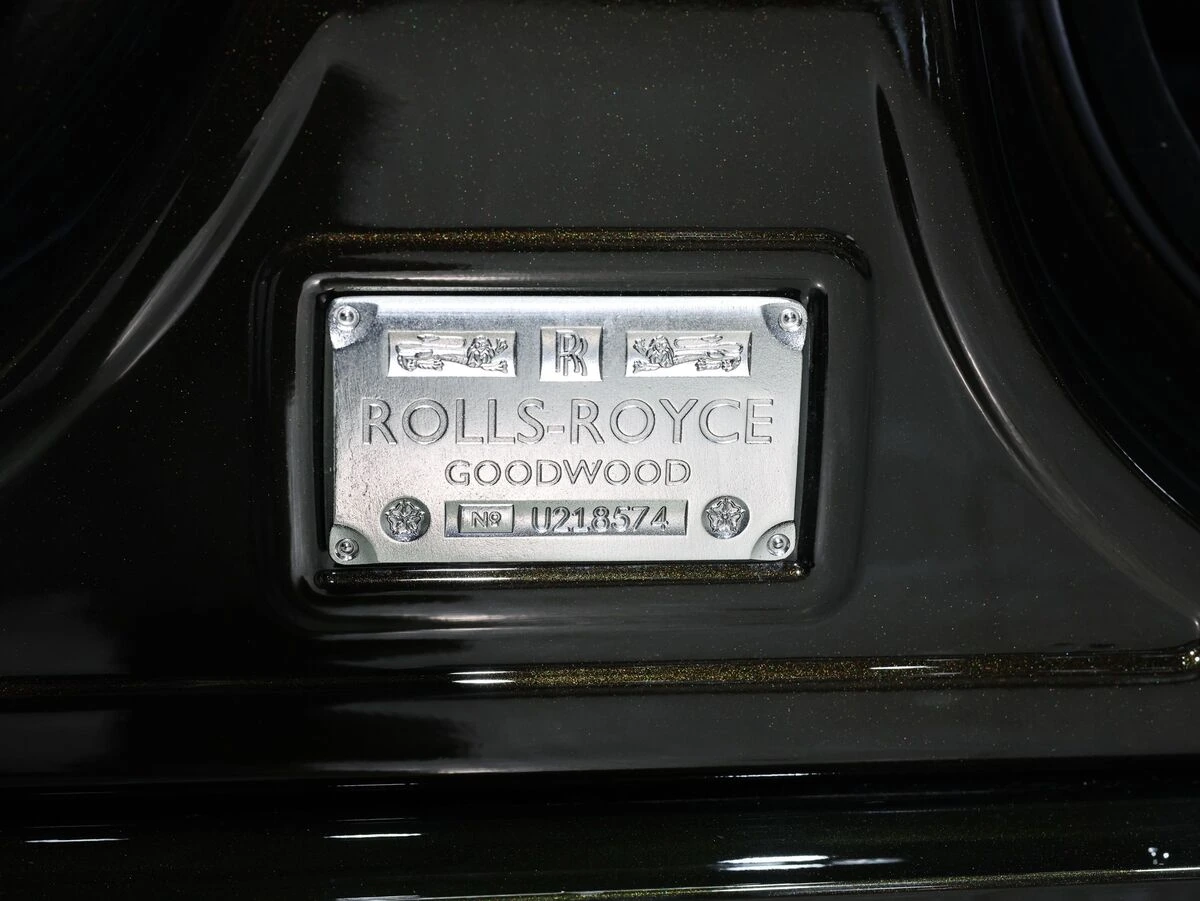 RR
ROLLS-ROYCE
GOODWOOD
Nº U218574